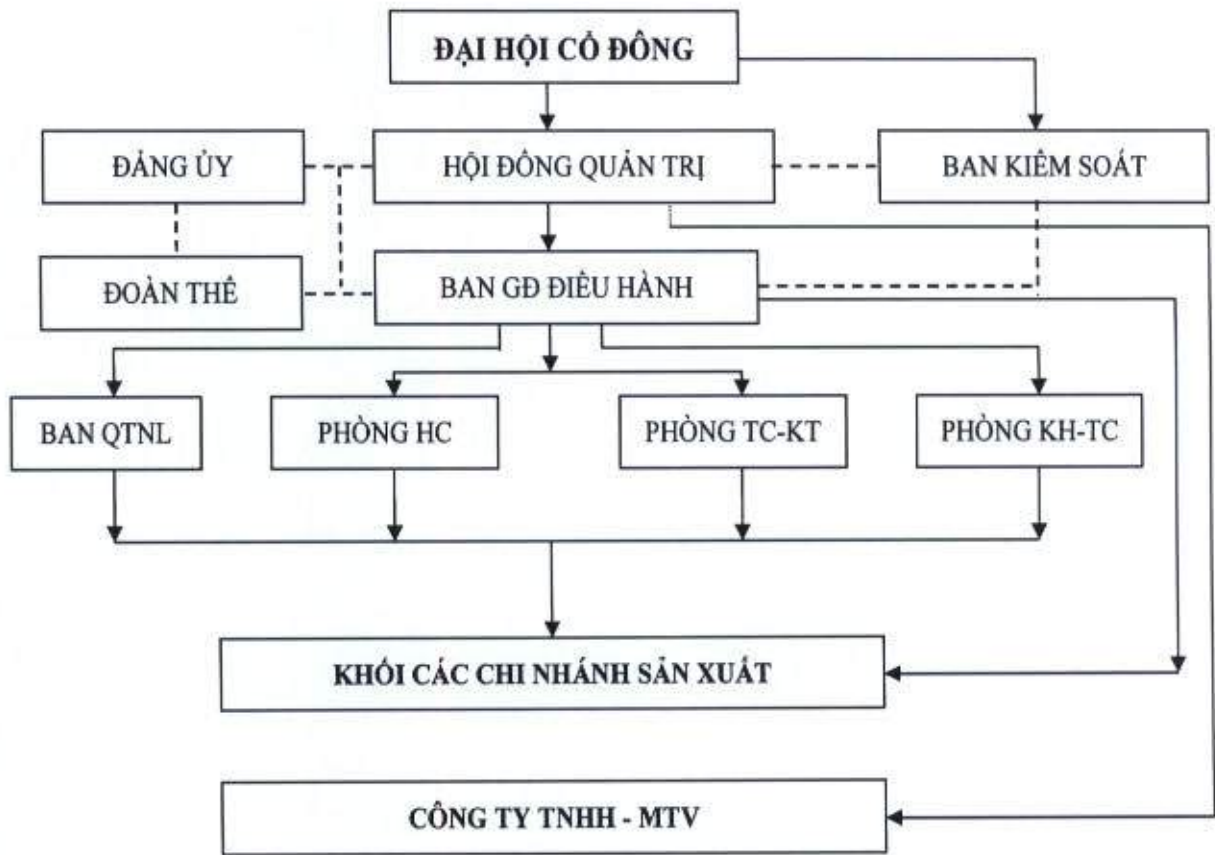 ĐẠI HỘI CỔ ĐÔNG
ĐẢNG ỦY
HỘI ĐỒNG QUẢN TRỊ
BAN KIỂM SOÁT
ĐOÀN THỂ
BAN GĐ ĐIỀU HÀNH
BAN QTNL
PHÒNG HC
PHÒNG TC-KT
PHÒNG KH-TC
KHỐI CÁC CHI NHÁNH SẢN XUẤT
CÔNG TY TNHH - MTV